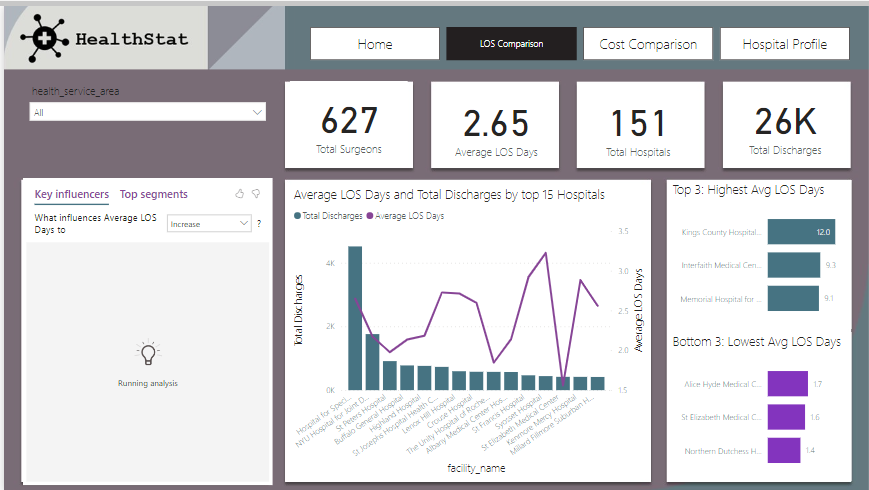 HealthStat
Home
LOS Comparison
Cost Comparison
Hospital Profile
health_service_area
All
627
Total Surgeons
2.65
Average LOS Days
151
Total Hospitals
26K
Total Discharges
Key influencers Top segments
What influences Average LOS
Days to
Increase
?
Running analysis
Average LOS Days and Total Discharges by top 15 Hospitals
Total Discharges Average LOS Days
Total Discharges
4K
2K
0K
3.5
3.0
2.5
2.0
1.5
Average LOS Days
Hospital for Speci...
NYU Hospital for Joint D...
St Peters Hospital
Buffalo General Hospital
Highland Hospital
St Josephs Hospital Health C...
Lenox Hill Hospital
Crouse Hospital
The Unity Hospital of Roche...
Albany Medical Center Hos...
St Francis Hospital
Syosset Hospital
St Elizabeth Medical Center
Kenmore Mercy Hospital
Millard Fillmore Suburban H...
facility_name
Top 3: Highest Avg LOS Days
Kings County Hospital... 12.0
Interfaith Medical Cen... 9.3
Memorial Hospital for ... 9.1
Bottom 3: Lowest Avg LOS Days
Alice Hyde Medical C... 1.7
St Elizabeth Medical C... 1.6
Northern Dutchess H... 1.4